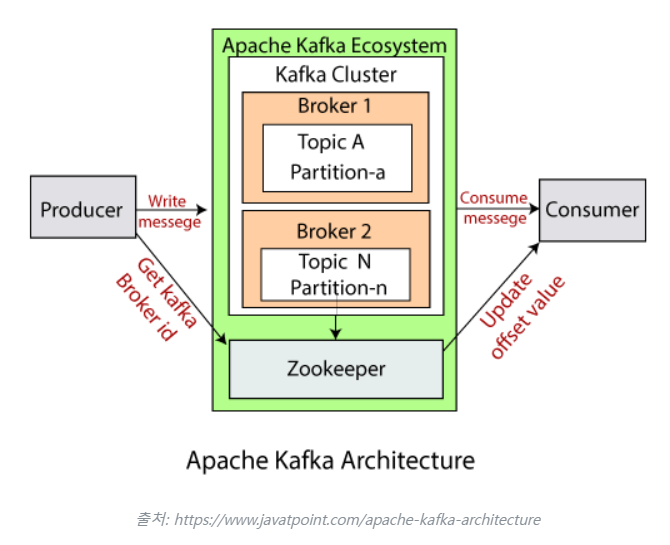 Apache Kafka Ecosystem
Kafka Cluster
Broker 1
Topic A
Partition-a
Producer
Write
messege
Consume
messege
Consumer
Broker 2
Topic N
Partition-n
Get kafka
Broker id
Update
offset value
Zookeeper
Apache Kafka Architecture
출처: https://www.javatpoint.com/apache-kafka-architecture